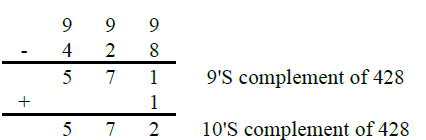 9 9 9
- 4 2 8
5 7 1 9'S complement of 428
+ 1
5 7 2 10'S complement of 428